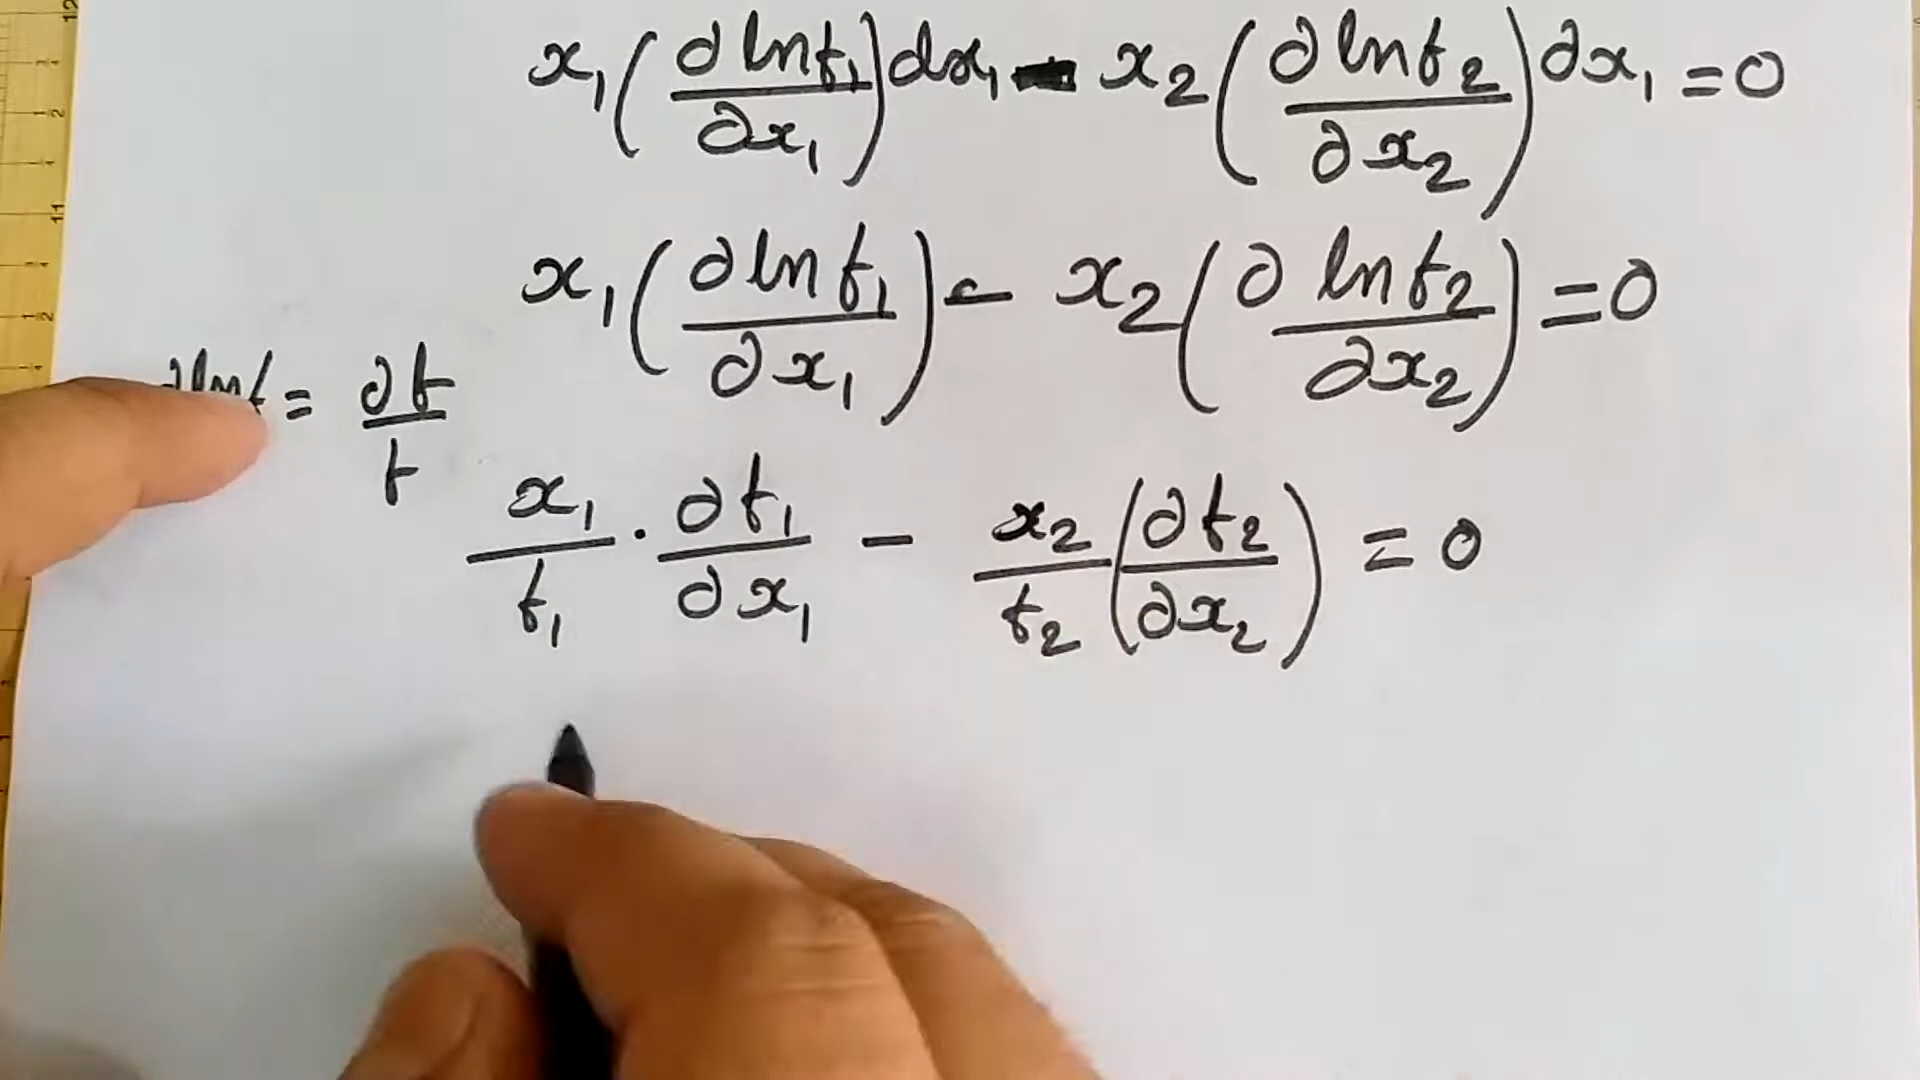 x₁(∂lnf₁/∂x₁)dx₁ - x₂(∂lnf₂/∂x₂)∂x₁ = 0
x₁(∂lnf₁/∂x₁) - x₂(∂lnf₂/∂x₂) = 0
= ∂f/f
x₁/f₁ · ∂f₁/∂x₁ - x₂/f₂(∂f₂/∂x₂) = 0